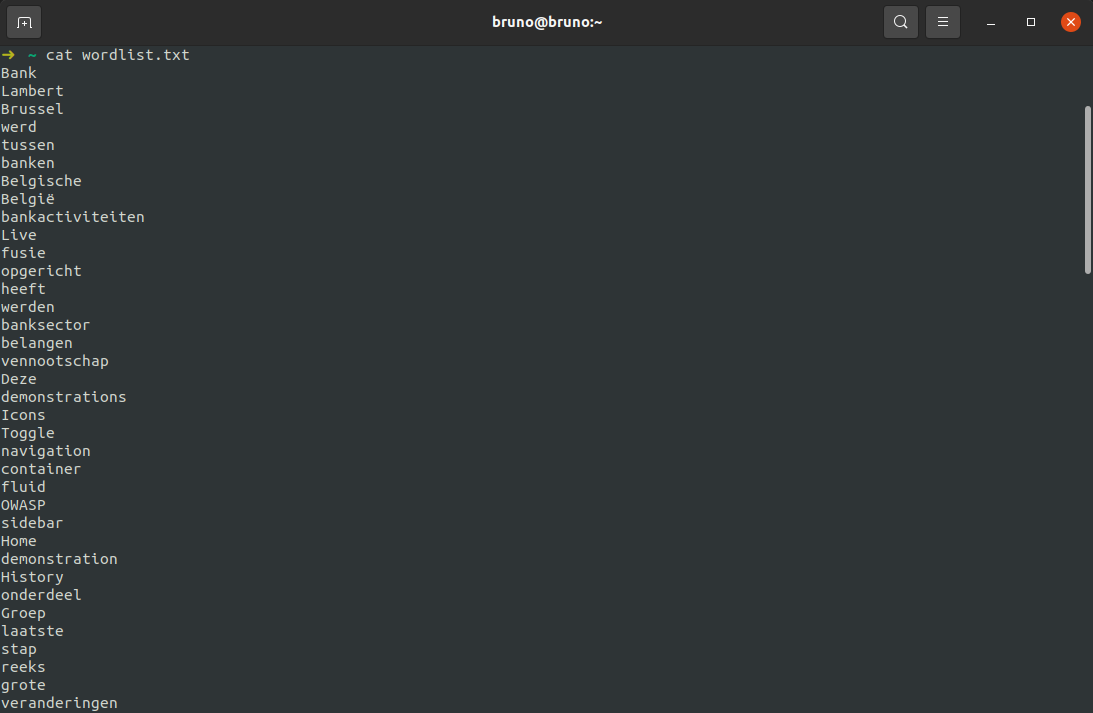 bruno@bruno:~
➜ ~ cat wordlist.txt
Bank
Lambert
Brussel
werd
tussen
banken
Belgische
België
bankactiviteiten
Live
fusie
opgericht
heeft
werden
banksector
belangen
vennootschap
Deze
demonstrations
Icons
Toggle
navigation
container
fluid
OWASP
sidebar
Home
demonstration
History
onderdeel
Groep
laatste
stap
reeks
grote
veranderingen